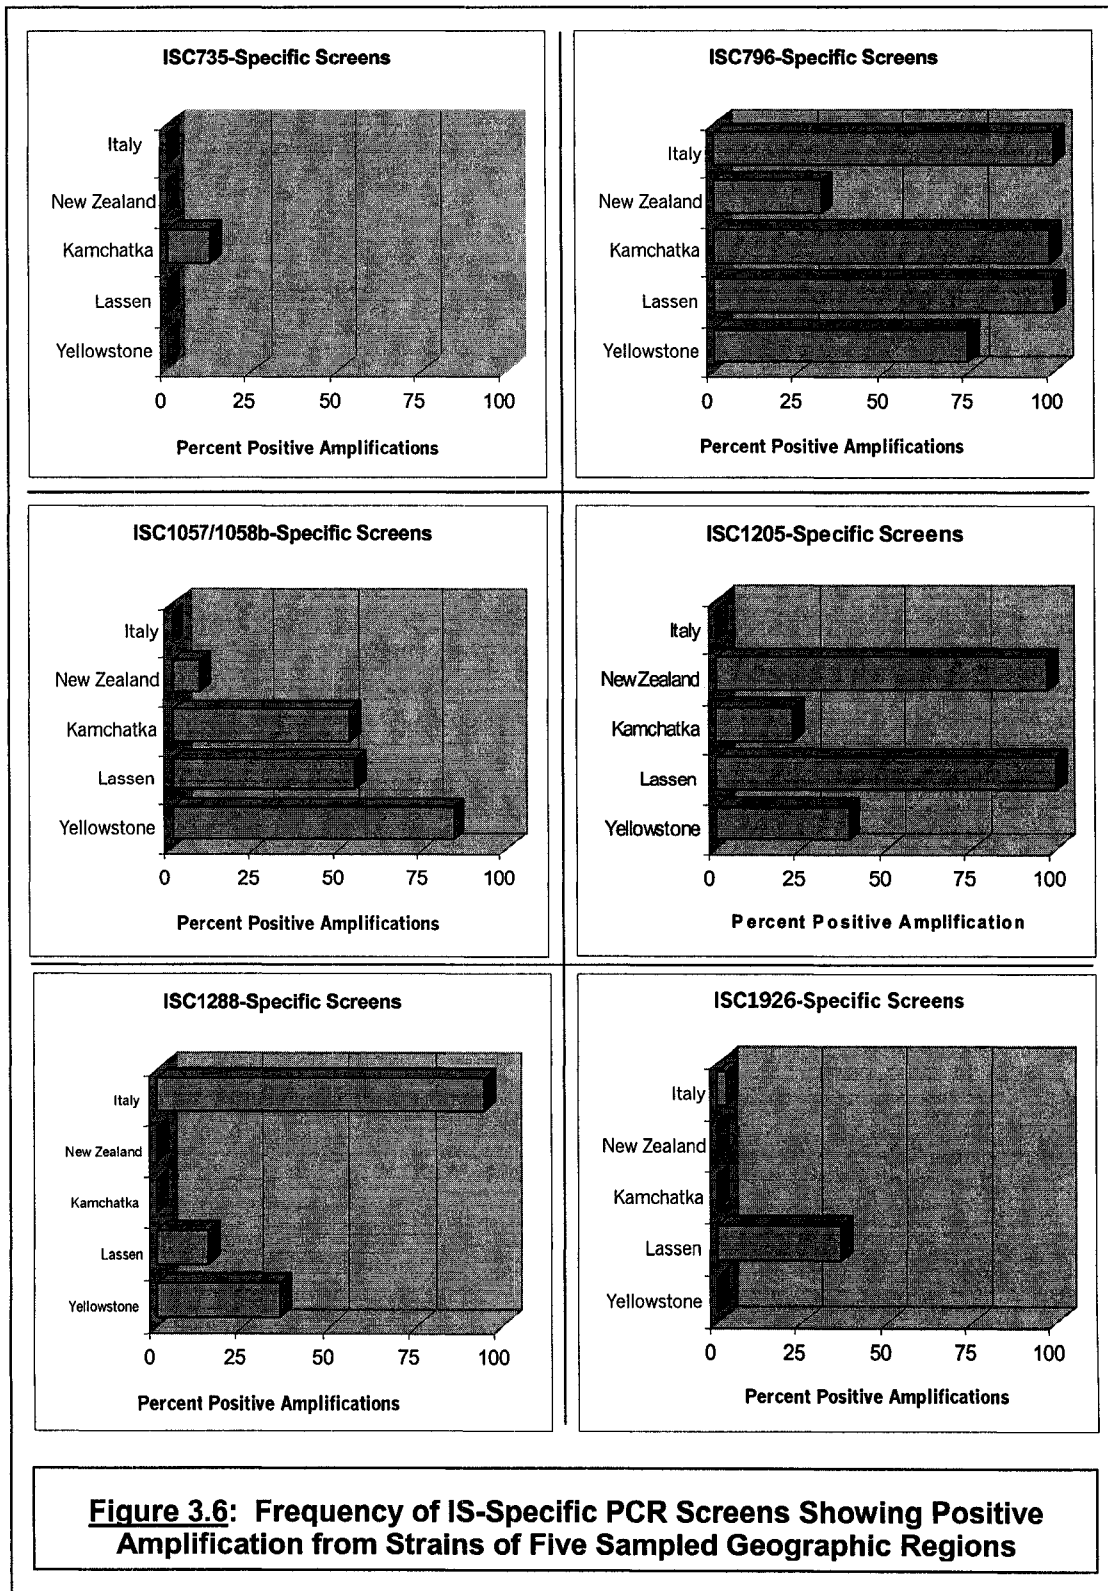 ISC735-Specific Screens
Italy
New Zealand
Kamchatka
Lassen
Yellowstone
0 25 50 75 100
Percent Positive Amplifications
ISC796-Specific Screens
Italy
New Zealand
Kamchatka
Lassen
Yellowstone
0 25 50 75 100
Percent Positive Amplifications
ISC1057/1058b-Specific Screens
Italy
New Zealand
Kamchatka
Lassen
Yellowstone
0 25 50 75 100
Percent Positive Amplifications
ISC1205-Specific Screens
Italy
New Zealand
Kamchatka
Lassen
Yellowstone
0 25 50 75 100
Percent Positive Amplification
ISC1288-Specific Screens
Italy
New Zealand
Kamchatka
Lassen
Yellowstone
0 25 50 75 100
Percent Positive Amplifications
ISC1926-Specific Screens
Italy
New Zealand
Kamchatka
Lassen
Yellowstone
0 25 50 75 100
Percent Positive Amplifications
Figure 3.6: Frequency of IS-Specific PCR Screens Showing Positive
Amplification from Strains of Five Sampled Geographic Regions